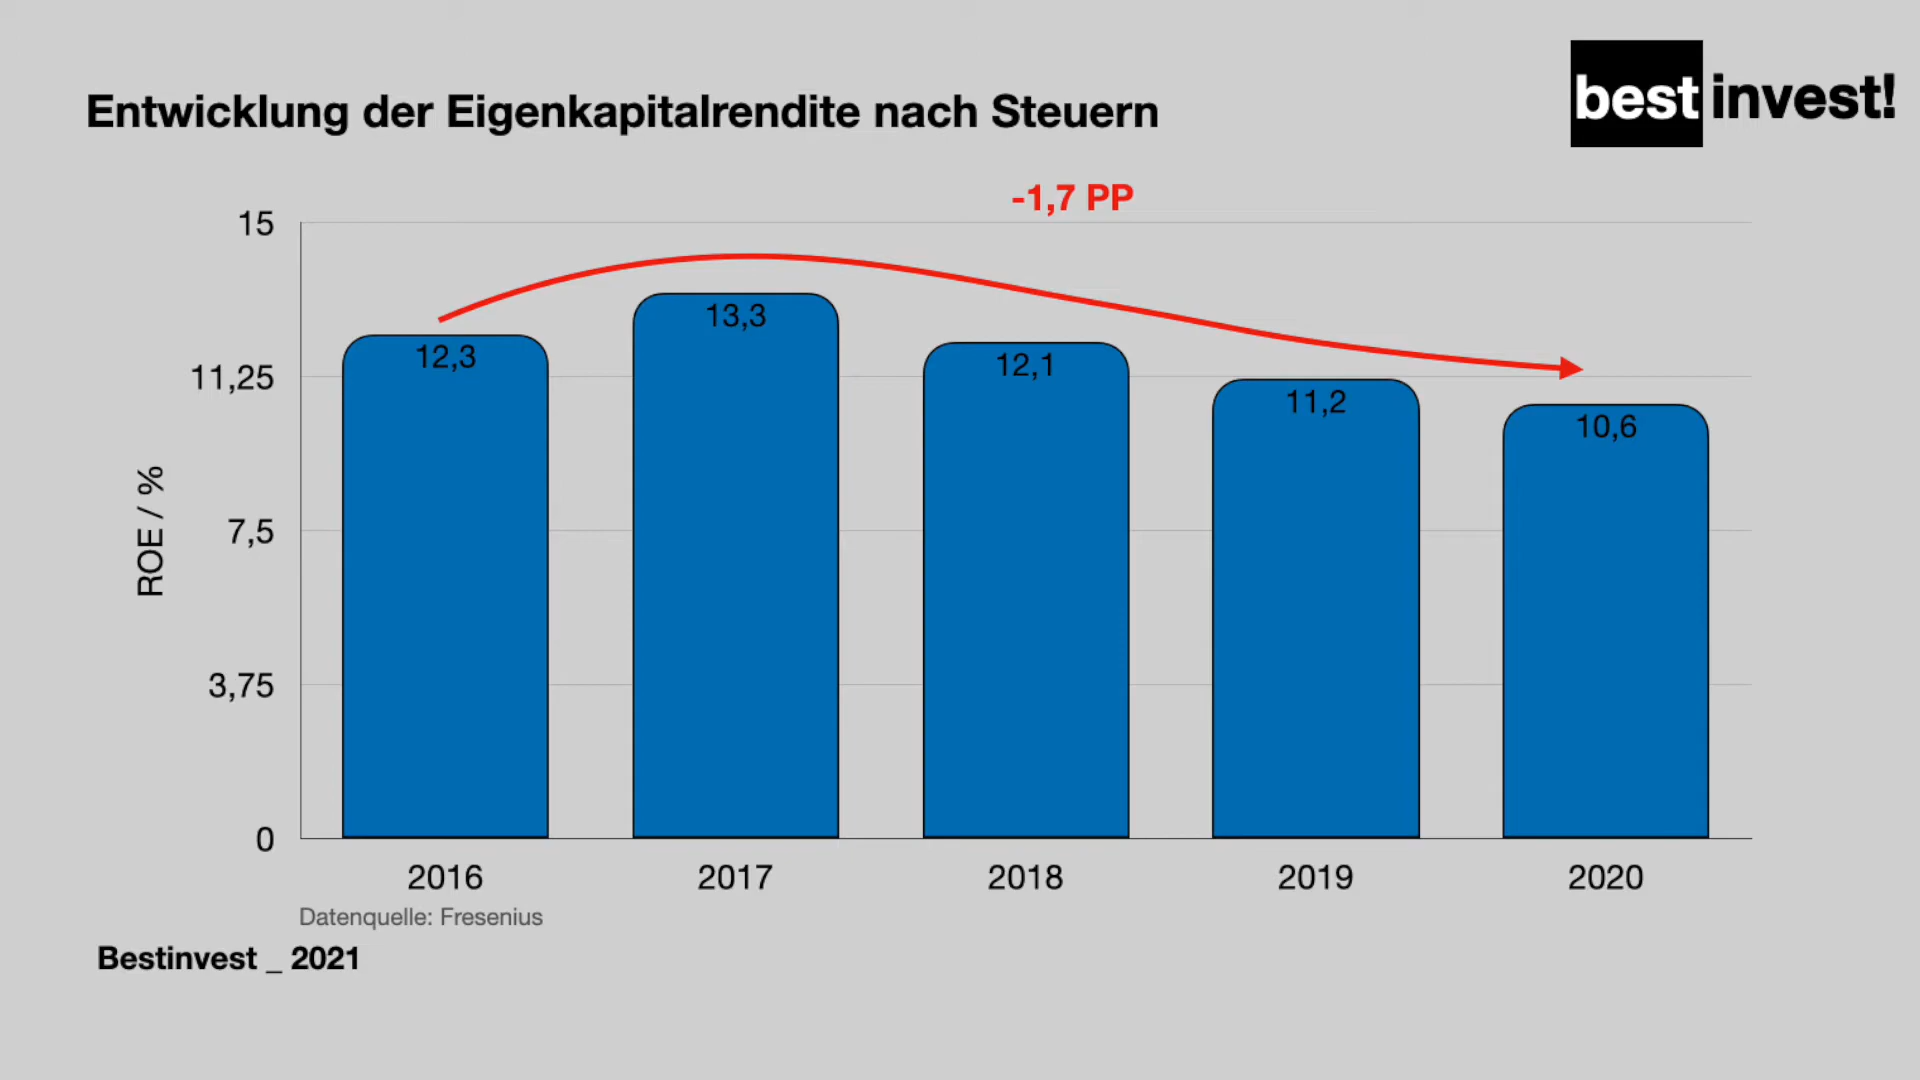 best invest!
Entwicklung der Eigenkapitalrendite nach Steuern
-1,7 PP
15
11,25
7,5
3,75
0
ROE / %
12,3
13,3
12,1
11,2
10,6
2016 2017 2018 2019 2020
Datenquelle: Fresenius
Bestinvest _ 2021